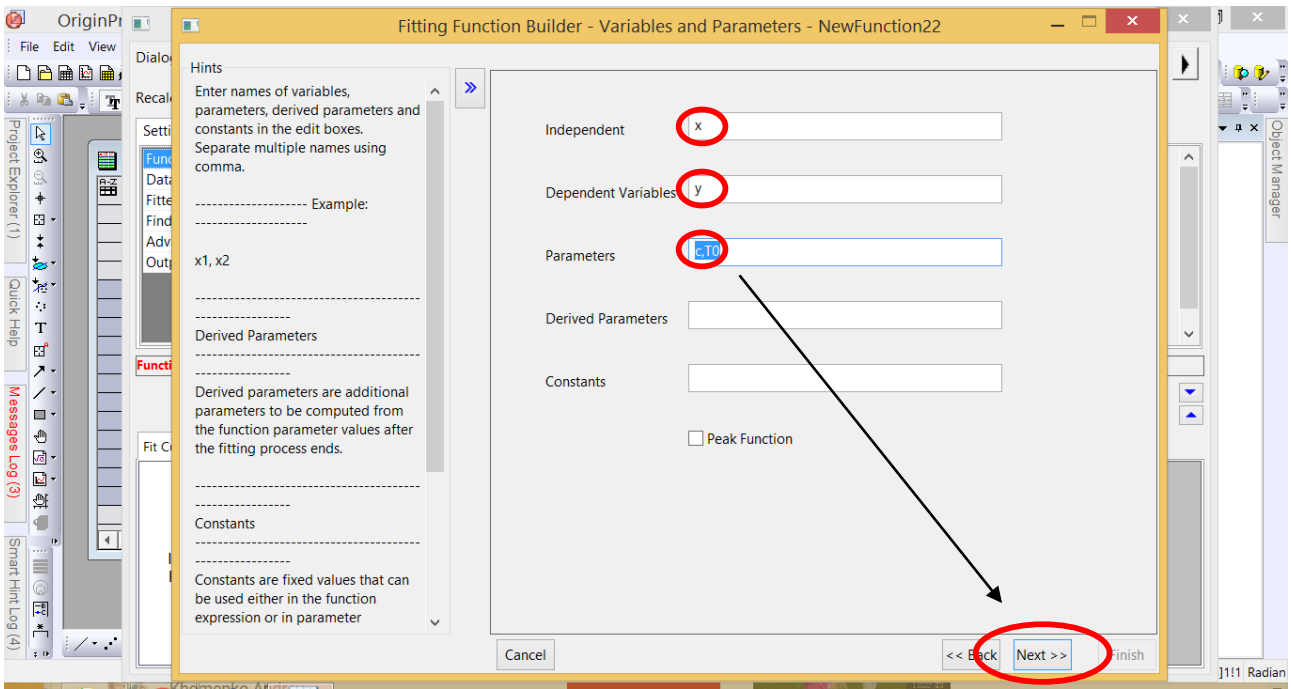 OriginPr
Fitting Function Builder - Variables and Parameters - NewFunction22
File Edit View
Dialo
Recal
Setti
Func
Data
Fitte
Find
Adv
Outp
Functi
Fit C
Project Explorer (1)
Quick Help
Messages Log (3)
Smart Hint Log (4)
Object Manager
Hints
Enter names of variables,
parameters, derived parameters and
constants in the edit boxes.
Separate multiple names using
comma.
-------------------- Example:
--------------------
x1, x2
----------------------------------------
-----------------
Derived Parameters
----------------------------------------
-----------------
Derived parameters are additional
parameters to be computed from
the function parameter values after
the fitting process ends.
----------------------------------------
-----------------
Constants
----------------------------------------
-----------------
Constants are fixed values that can
be used either in the function
expression or in parameter
Independent x
Dependent Variables y
Parameters c,T0
Derived Parameters
Constants
Peak Function
Cancel
<< Back
Next >>
Finish
]1!1 Radian